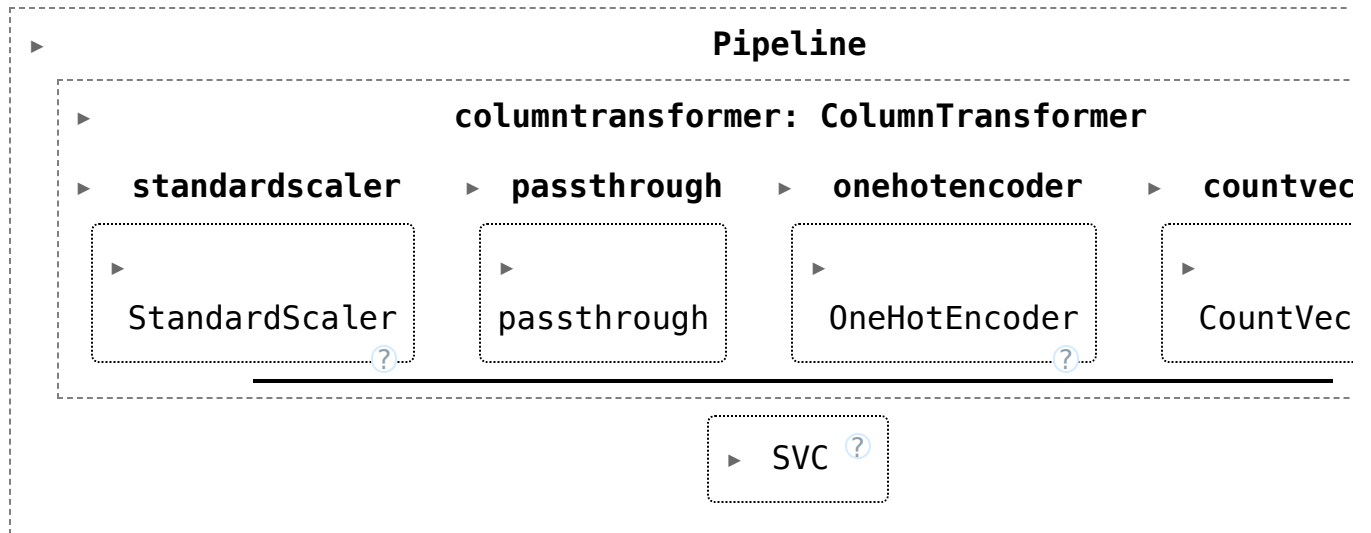 ▸ Pipeline
▸ columntransformer: ColumnTransformer
▸ standardscaler ▸ passthrough ▸ onehotencoder ▸ countvec
▸ ▸ ▸ ▸
StandardScaler passthrough OneHotEncoder CountVec
? ?
▸ SVC ?